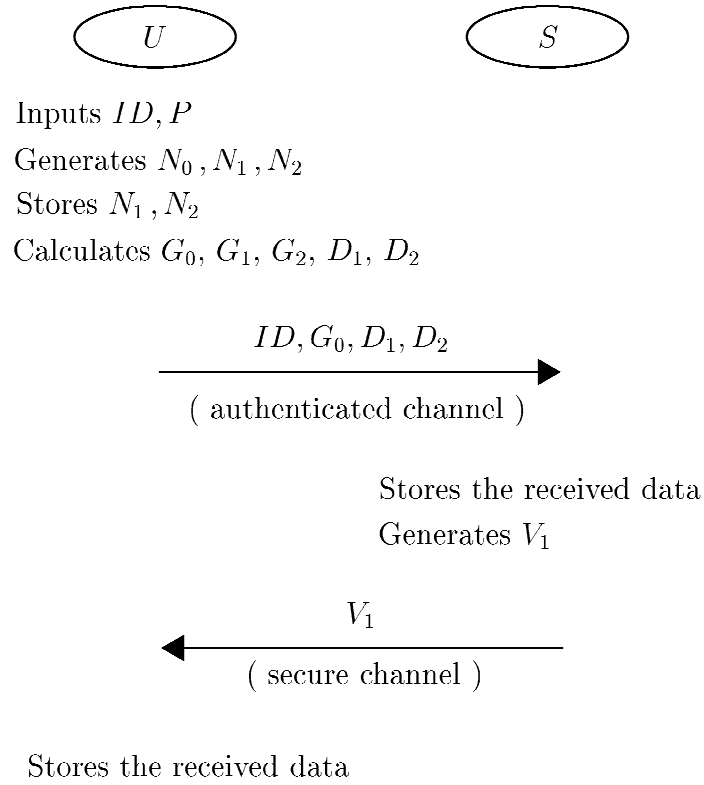 U
S
Inputs ID, P
Generates N₀, N₁, N₂
Stores N₁, N₂
Calculates G₀, G₁, G₂, D₁, D₂
ID, G₀, D₁, D₂
( authenticated channel )
Stores the received data
Generates V₁
V₁
( secure channel )
Stores the received data